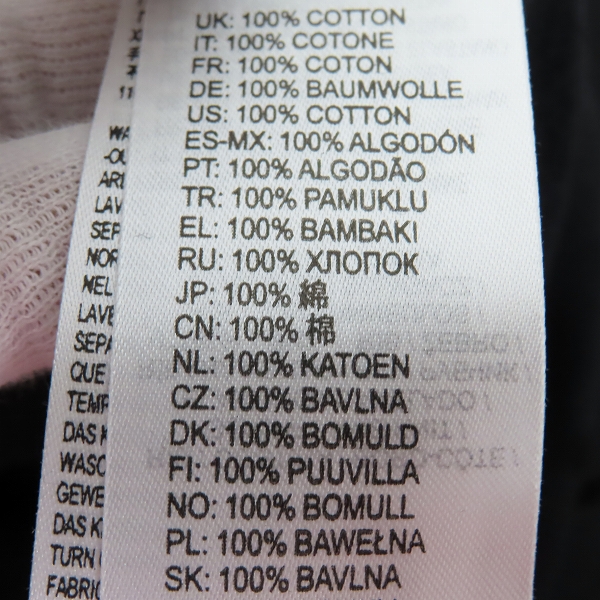 UK: 100% COTTON
IT: 100% COTONE
FR: 100% COTON
DE: 100% BAUMWOLLE
US: 100% COTTON
ES-MX: 100% ALGODÓN
PT: 100% ALGODÃO
TR: 100% PAMUKLU
EL: 100% BAMBAKI
RU: 100% ХЛОПОК
JP: 100% 綿
CN: 100% 棉
NL: 100% KATOEN
CZ: 100% BAVLNA
DK: 100% BOMULD
FI: 100% PUUVILLA
NO: 100% BOMULL
PL: 100% BAWEŁNA
SK: 100% BAVLNA
QUE
DAS K
TURN